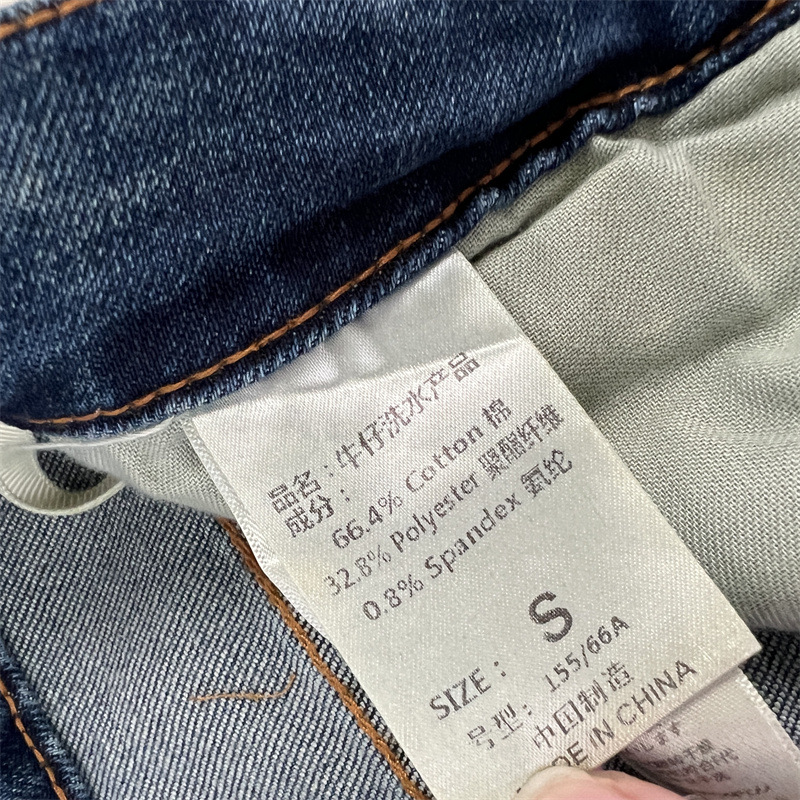 品名：牛仔洗水产品
成分：
66.4% Cotton 棉
32.8% Polyester 聚酯纤维
0.8% Spandex 氨纶
SIZE： S
号型：155/66A
中国制造
DE IN CHINA